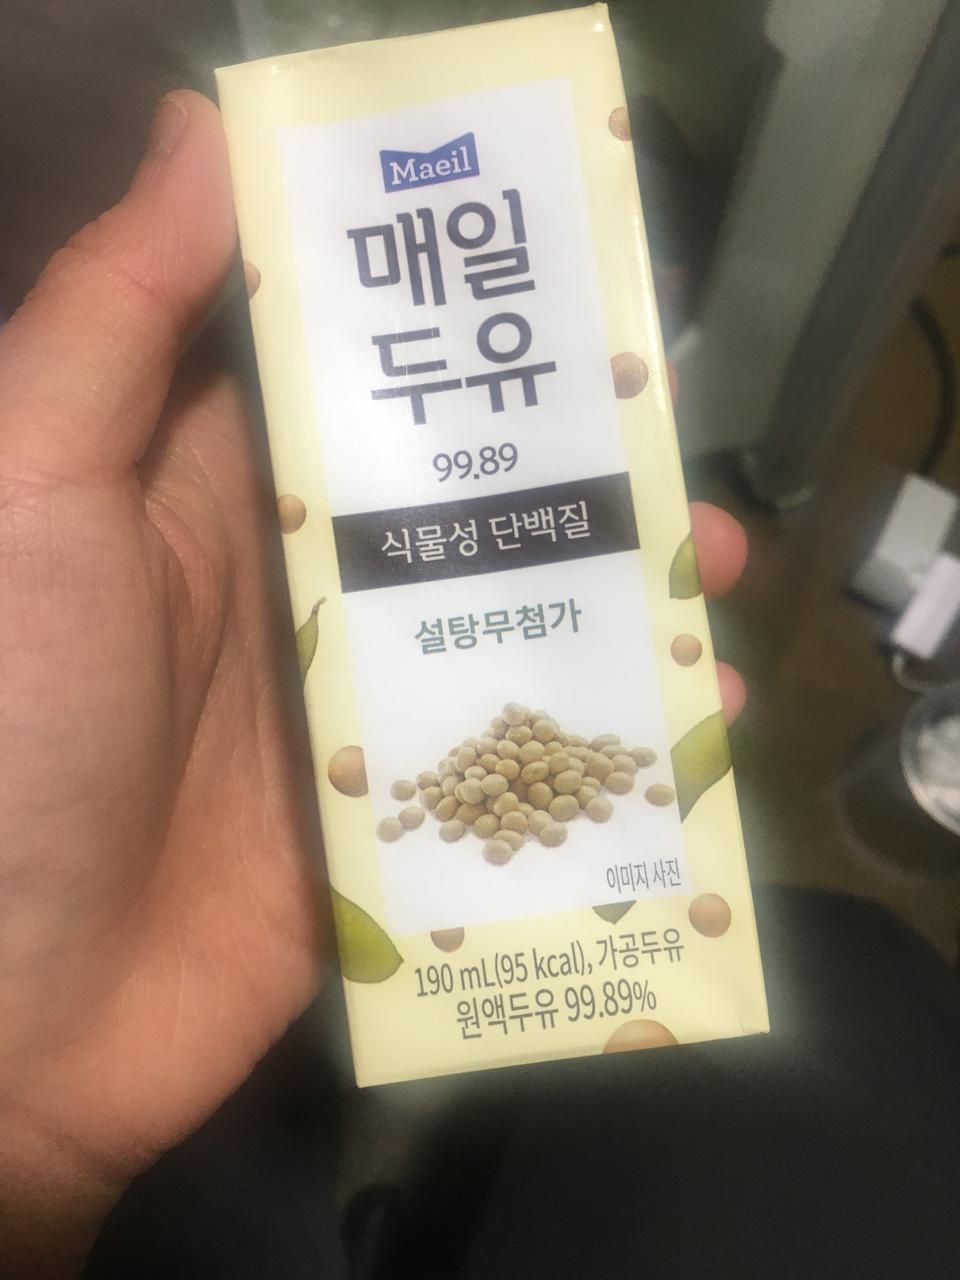 Maeil
매일
두유
99.89
식물성 단백질
설탕무첨가
이미지 사진
190 mL(95 kcal), 가공두유
원액두유 99.89%